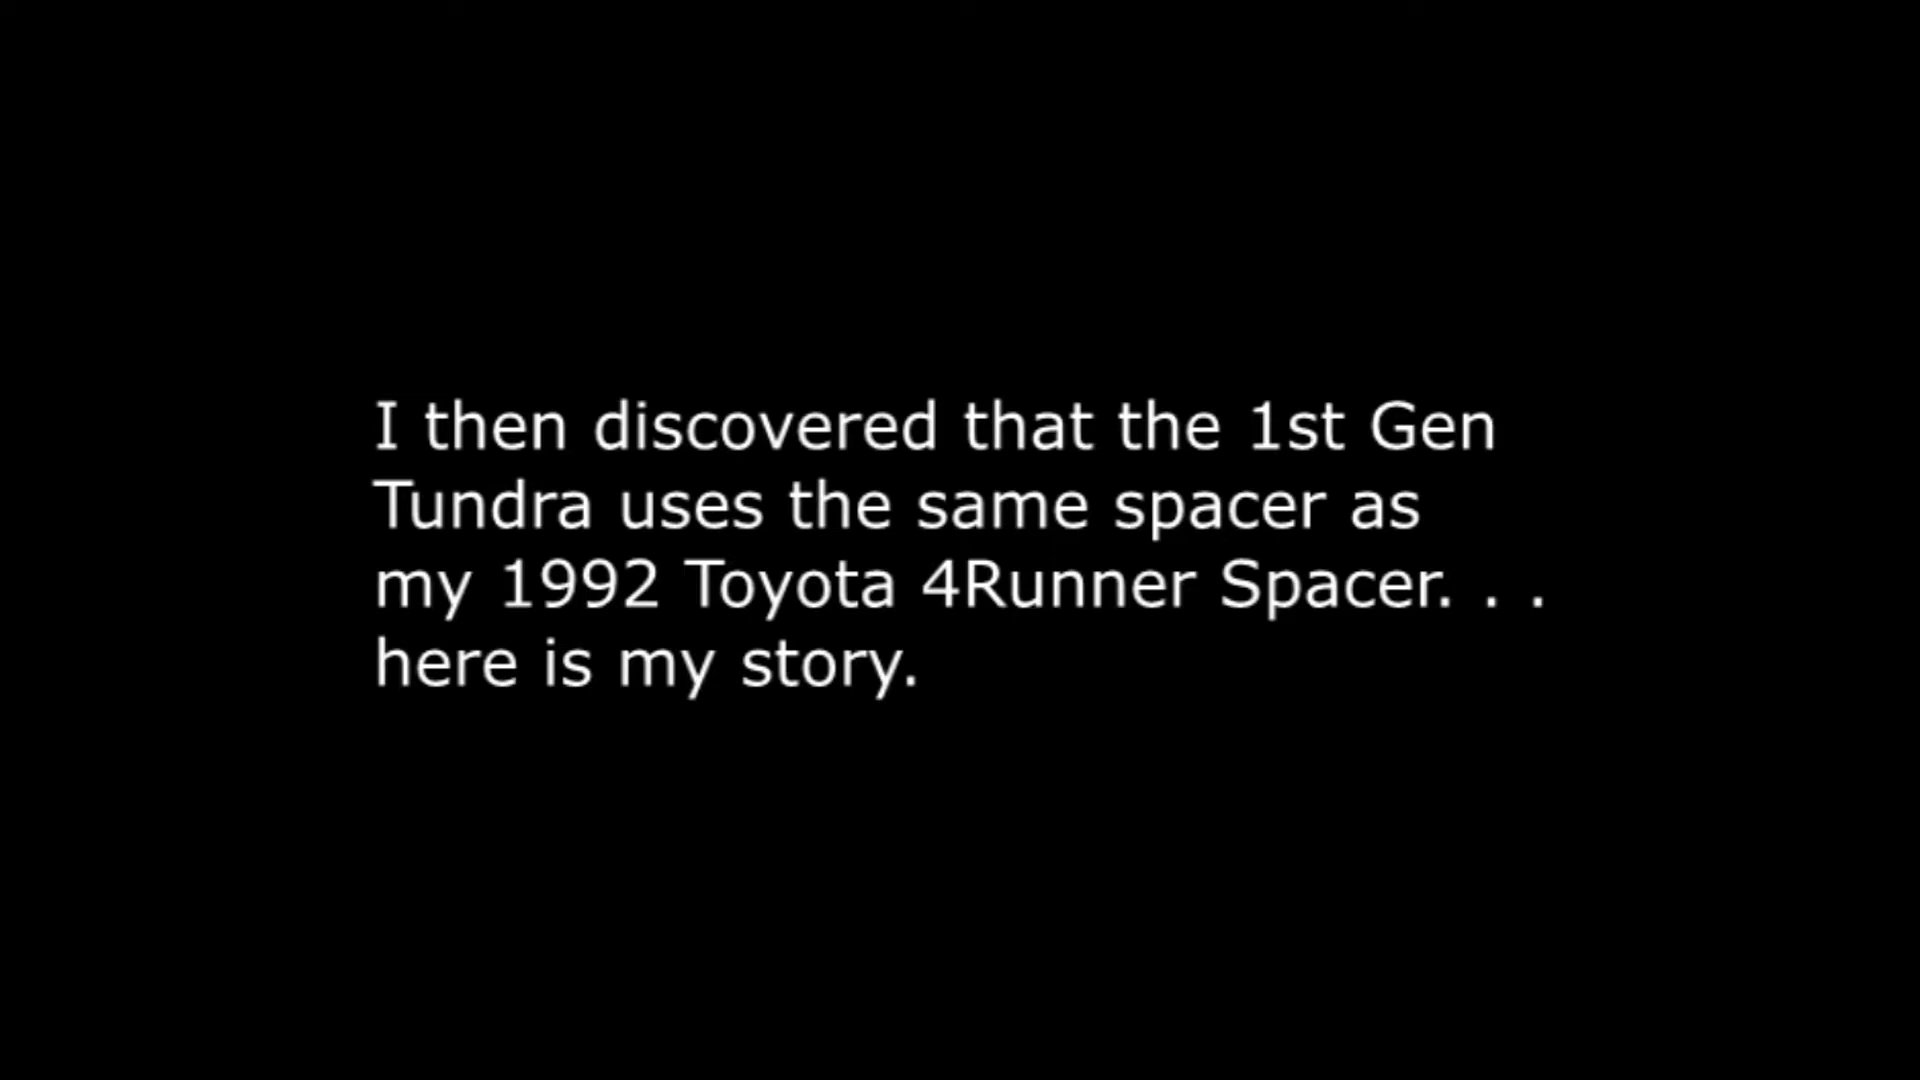 I then discovered that the 1st Gen
Tundra uses the same spacer as
my 1992 Toyota 4Runner Spacer. . .
here is my story.